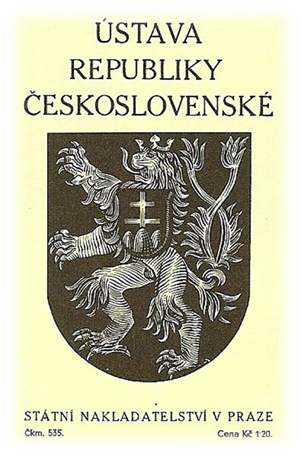 ÚSTAVA
REPUBLIKY
ČESKOSLOVENSKÉ
STÁTNÍ NAKLADATELSTVÍ V PRAZE
Čkm. 535. Cena Kč 1·20.